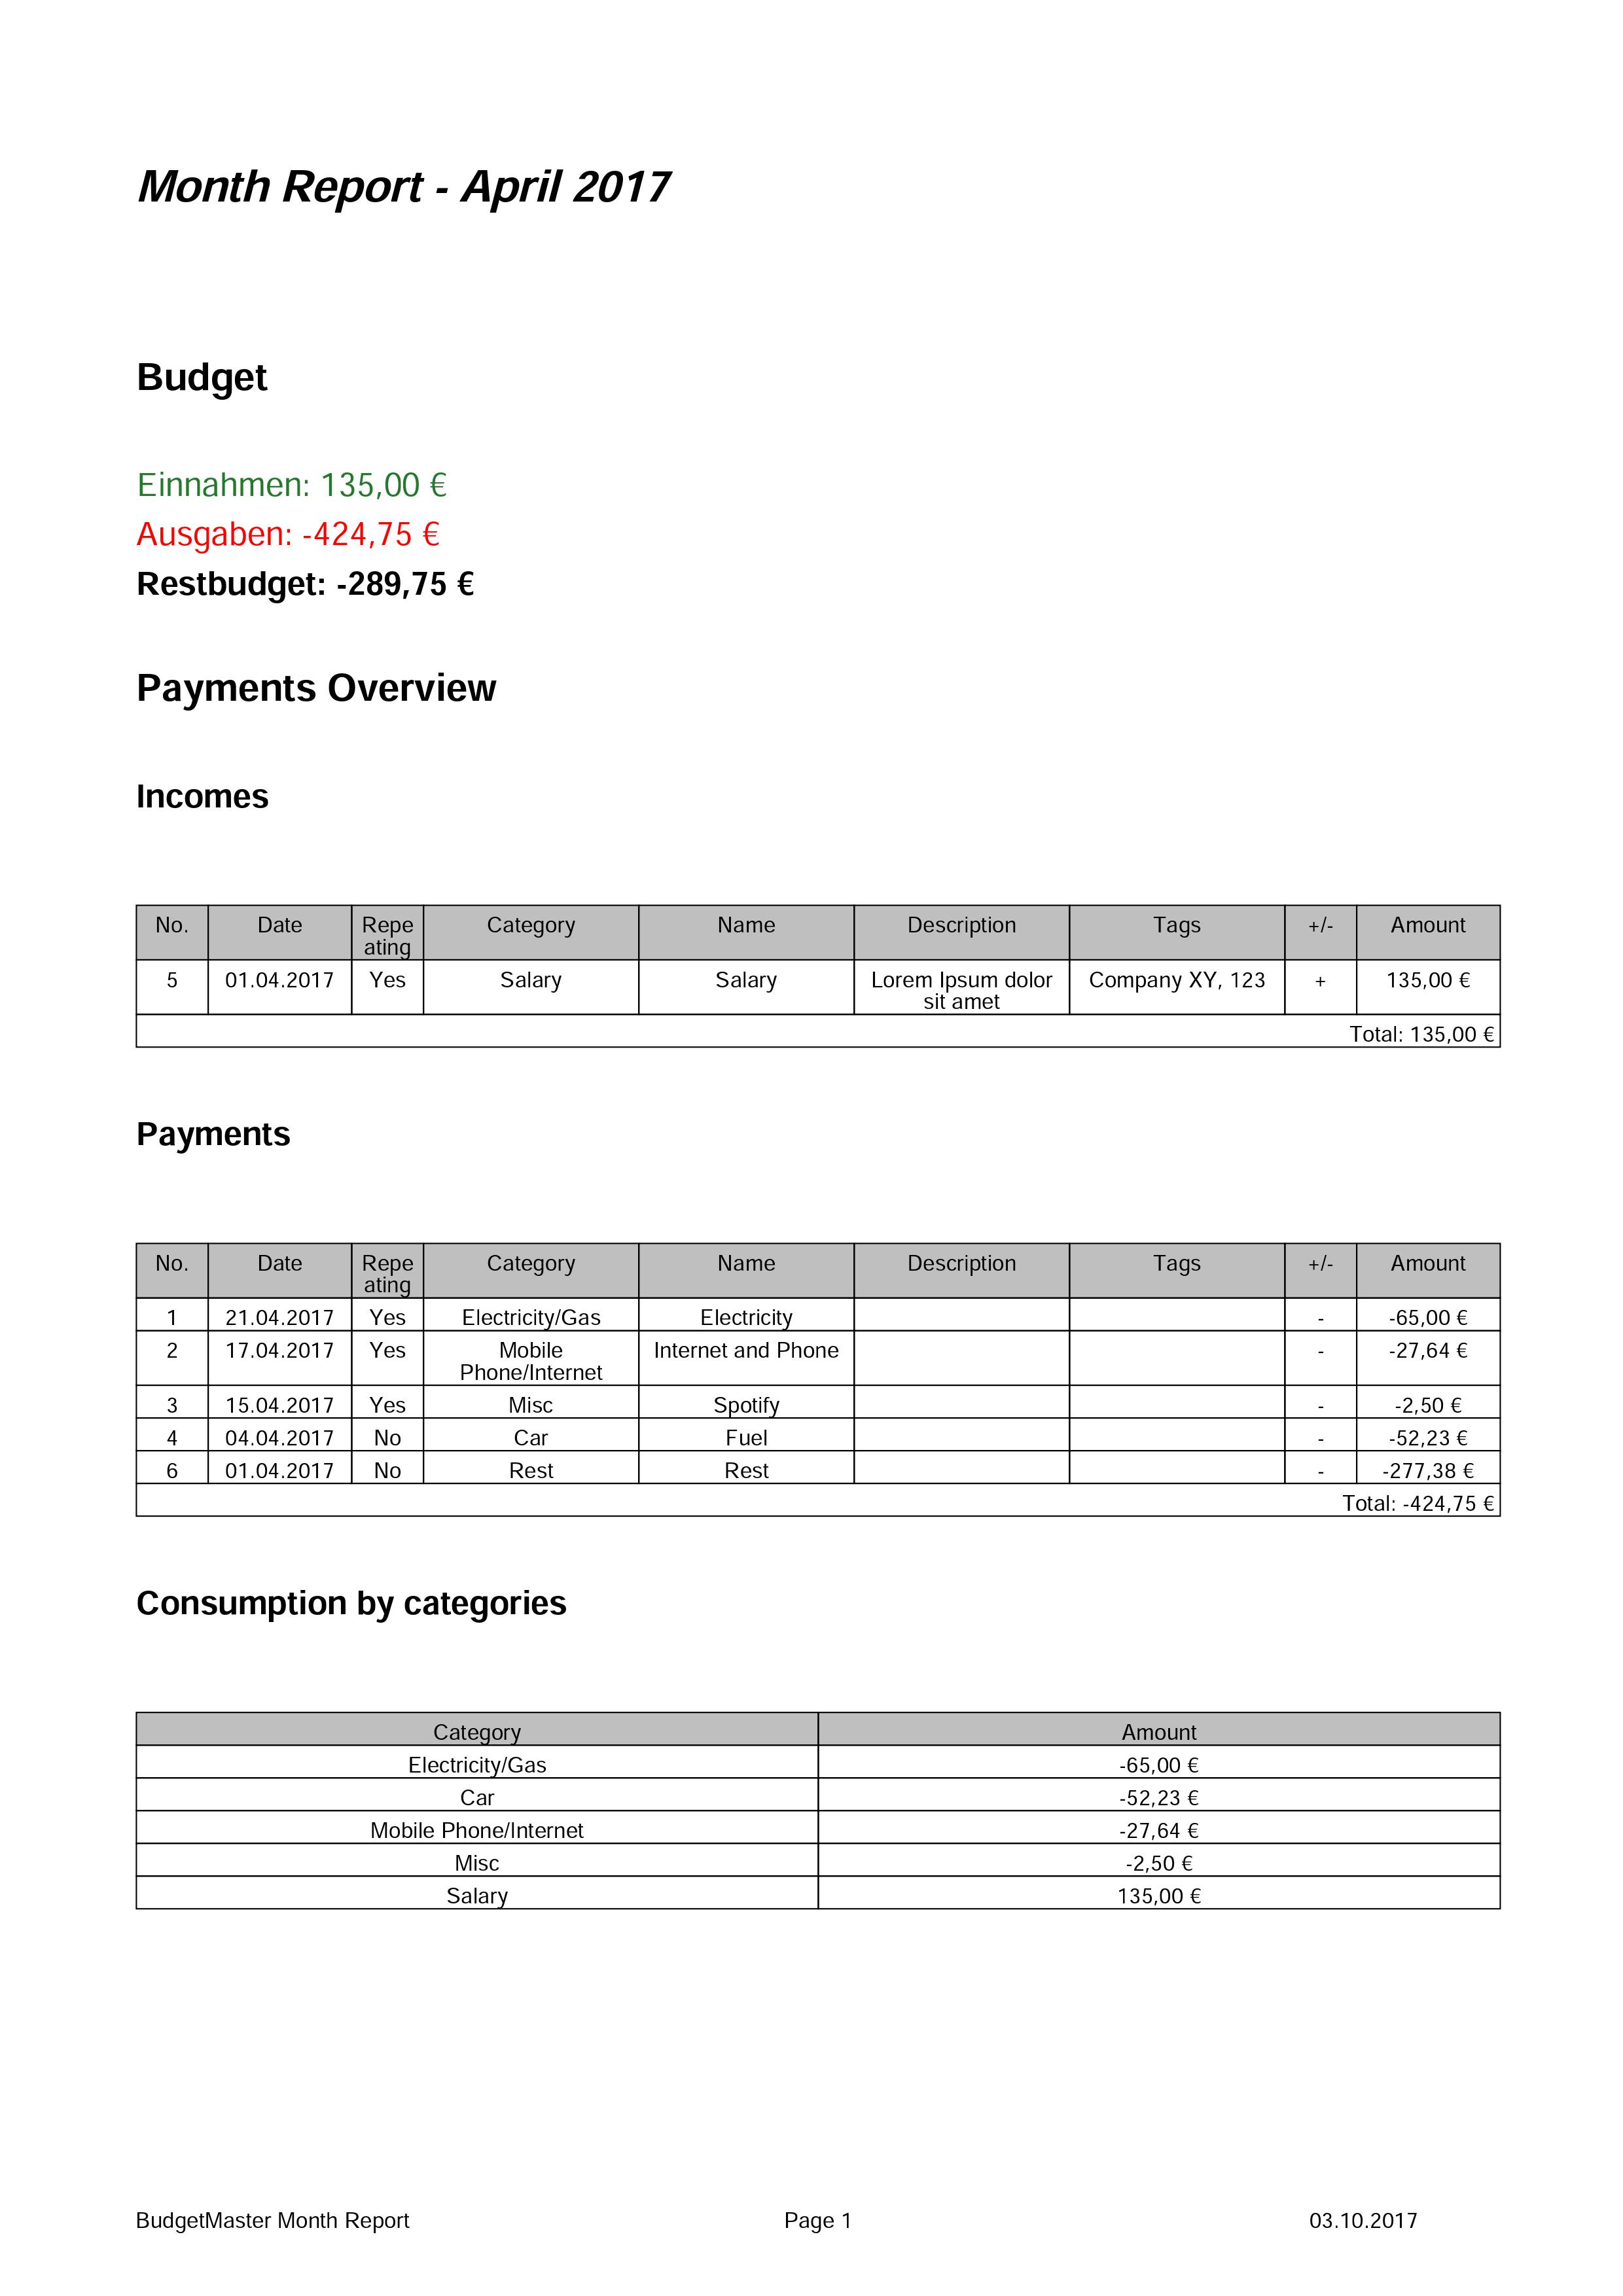 Month Report - April 2017
Budget
Einnahmen: 135,00 €
Ausgaben: -424,75 €
Restbudget: -289,75 €
Payments Overview
Incomes
No. Date Repe ating Category Name Description Tags +/- Amount
5 01.04.2017 Yes Salary Salary Lorem Ipsum dolor sit amet Company XY, 123 + 135,00 €
Total: 135,00 €
Payments
No. Date Repe ating Category Name Description Tags +/- Amount
1 21.04.2017 Yes Electricity/Gas Electricity - -65,00 €
2 17.04.2017 Yes Mobile Phone/Internet Internet and Phone - -27,64 €
3 15.04.2017 Yes Misc Spotify - -2,50 €
4 04.04.2017 No Car Fuel - -52,23 €
6 01.04.2017 No Rest Rest - -277,38 €
Total: -424,75 €
Consumption by categories
Category Amount
Electricity/Gas -65,00 €
Car -52,23 €
Mobile Phone/Internet -27,64 €
Misc -2,50 €
Salary 135,00 €
BudgetMaster Month Report Page 1 03.10.2017